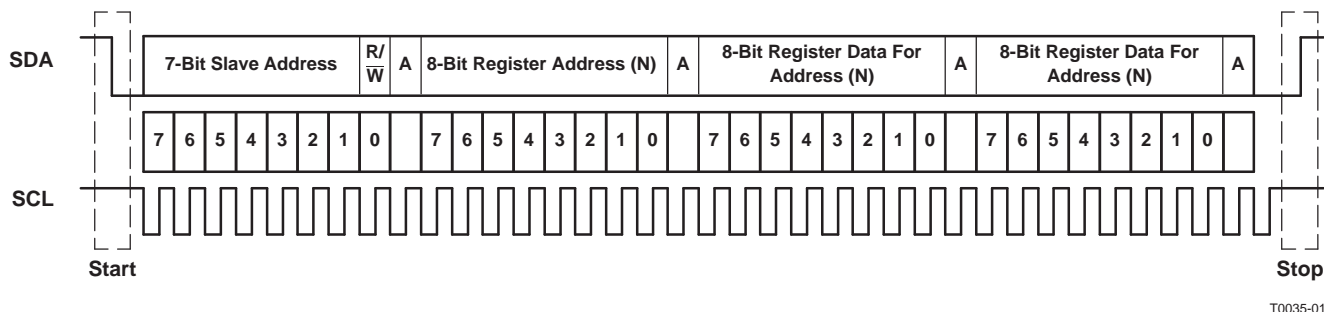 SDA
7-Bit Slave Address
R/
W
A
8-Bit Register Address (N)
A
8-Bit Register Data For
Address (N)
A
8-Bit Register Data For
Address (N)
A
7 6 5 4 3 2 1 0 7 6 5 4 3 2 1 0 7 6 5 4 3 2 1 0 7 6 5 4 3 2 1 0
SCL
Start
Stop
T0035-01